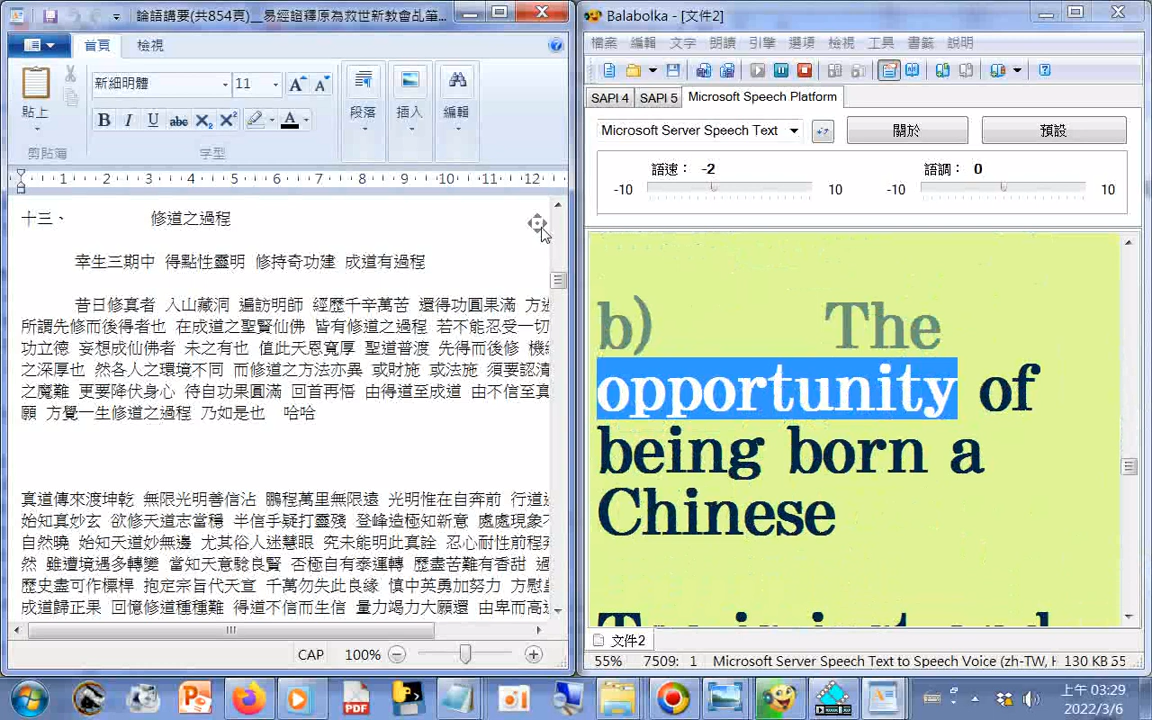 論語講要(共854頁)__易經證釋原為救世新教會乩筆...
首頁
檢視
新細明體
11
貼上
段落
插入
編輯
剪貼簿
字型
1 2 3 4 5 6 7 8 9 10 11 12
十三、 修道之過程
幸生三期中 得點性靈明 修持奇功建 成道有過程
昔日修真者 入山藏洞 遍訪明師 經歷千辛萬苦 還得功圓果滿 方
所謂先修而後得者也 在成道之聖賢仙佛 皆有修道之過程 若不能忍受一切
功立德 妄想成仙佛者 未之有也 值此天恩寬厚 聖道普渡 先得而後修 機
之深厚也 然各人之環境不同 而修道之方法亦異 或財施 或法施 須要認清
之魔難 更要降伏身心 待自功果圓滿 回首再悟 由得道至成道 由不信至真
願 方覺一生修道之過程 乃如是也 哈哈
真道傳來渡坤乾 無限光明善信沾 鵬程萬里無限遠 光明惟在自奔前 行道
始知真妙玄 欲修天道志當穩 半信乎疑打靈殘 登峰造極知新意 處處現象
自然曉 始知天道妙無邊 尤其俗人迷慧眼 究未能明此真詮 忍心耐性前程
然 雖遭境遇多轉變 當知天意騐良賢 否極自有泰運轉 歷盡苦難有香甜
歷史盡可作標桿 抱定宗旨代天宣 千萬勿失此良緣 慎中英勇加努力 方慰
成道歸正果 回憶修道種種難 得道不信而生信 量力竭力大願還 由卑而高
CAP 100%
Balabolka - [文件2]
檔案 編輯 文字 朗讀 引擎 選項 檢視 工具 書籤 說明
SAPI 4 SAPI 5 Microsoft Speech Platform
Microsoft Server Speech Text
關於
預設
語速： -2
語調： 0
-10 10 -10 10
b) The
opportunity of
being born a
Chinese
文件2
55% 7509: 1 Microsoft Server Speech Text to Speech Voice (zh-TW, H 130 KB 55
上午 03:29
2022/3/6